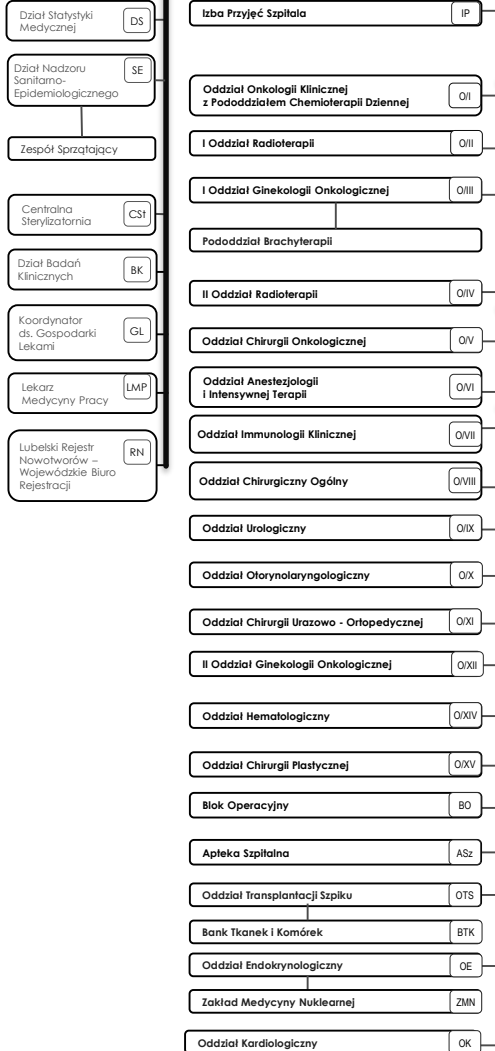 Dział Statystyki
Medycznej
DS
Dział Nadzoru
Sanitarno-
Epidemiologicznego
SE
Zespół Sprzątający
Centralna
Sterylizatornia
CSt
Dział Badań
Klinicznych
BK
Koordynator
ds. Gospodarki
Lekami
GL
Lekarz
Medycyny Pracy
LMP
Lubelski Rejestr
Nowotworów –
Wojewódzkie Biuro
Rejestracji
RN
Izba Przyjęć Szpitala
IP
Oddział Onkologii Klinicznej
z Pododdziałem Chemioterapii Dziennej
O/I
I Oddział Radioterapii
O/II
I Oddział Ginekologii Onkologicznej
O/III
Pododdział Brachyterapii
II Oddział Radioterapii
O/IV
Oddział Chirurgii Onkologicznej
O/V
Oddział Anestezjologii
i Intensywnej Terapii
O/VI
Oddział Immunologii Klinicznej
O/VII
Oddział Chirurgiczny Ogólny
O/VIII
Oddział Urologiczny
O/IX
Oddział Otorynolaryngologiczny
O/X
Oddział Chirurgii Urazowo - Ortopedycznej
O/XI
II Oddział Ginekologii Onkologicznej
O/XII
Oddział Hematologiczny
O/XIV
Oddział Chirurgii Plastycznej
O/XV
Blok Operacyjny
BO
Apteka Szpitalna
ASz
Oddział Transplantacji Szpiku
OTS
Bank Tkanek i Komórek
BTK
Oddział Endokrynologiczny
OE
Zakład Medycyny Nuklearnej
ZMN
Oddział Kardiologiczny
OK